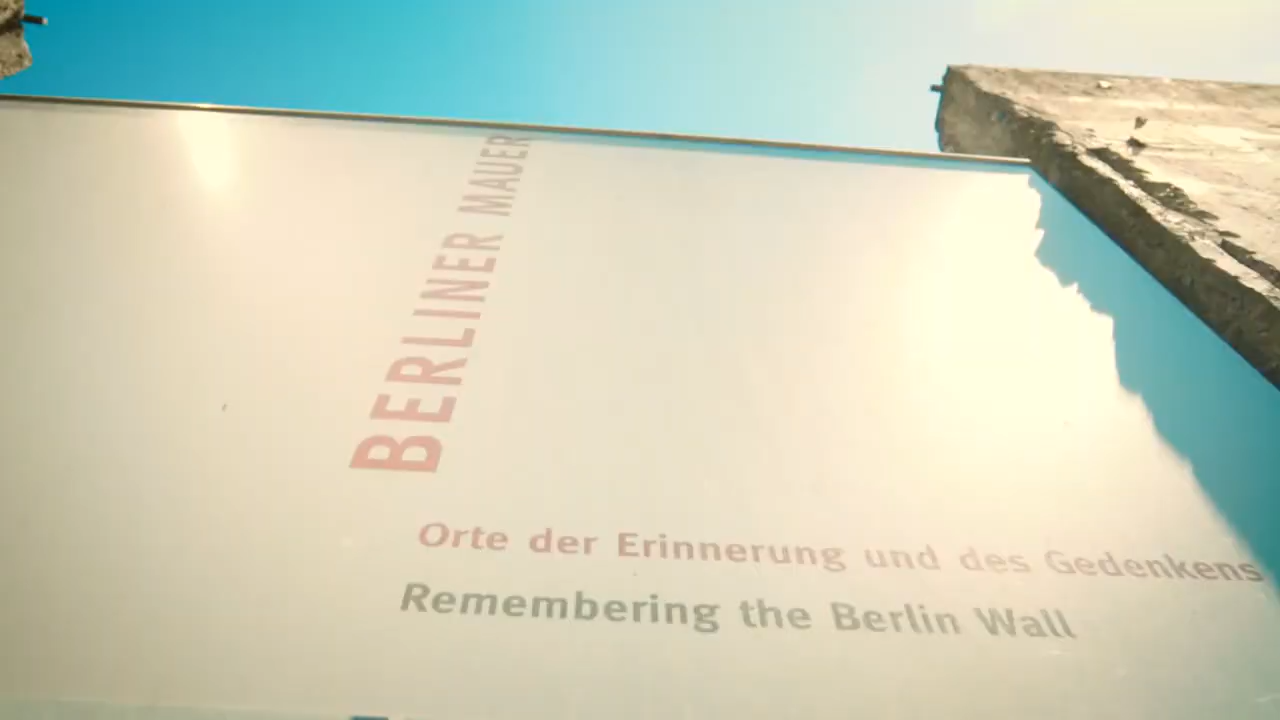 BERLINER MAUER
Orte der Erinnerung und des Gedenkens
Remembering the Berlin Wall